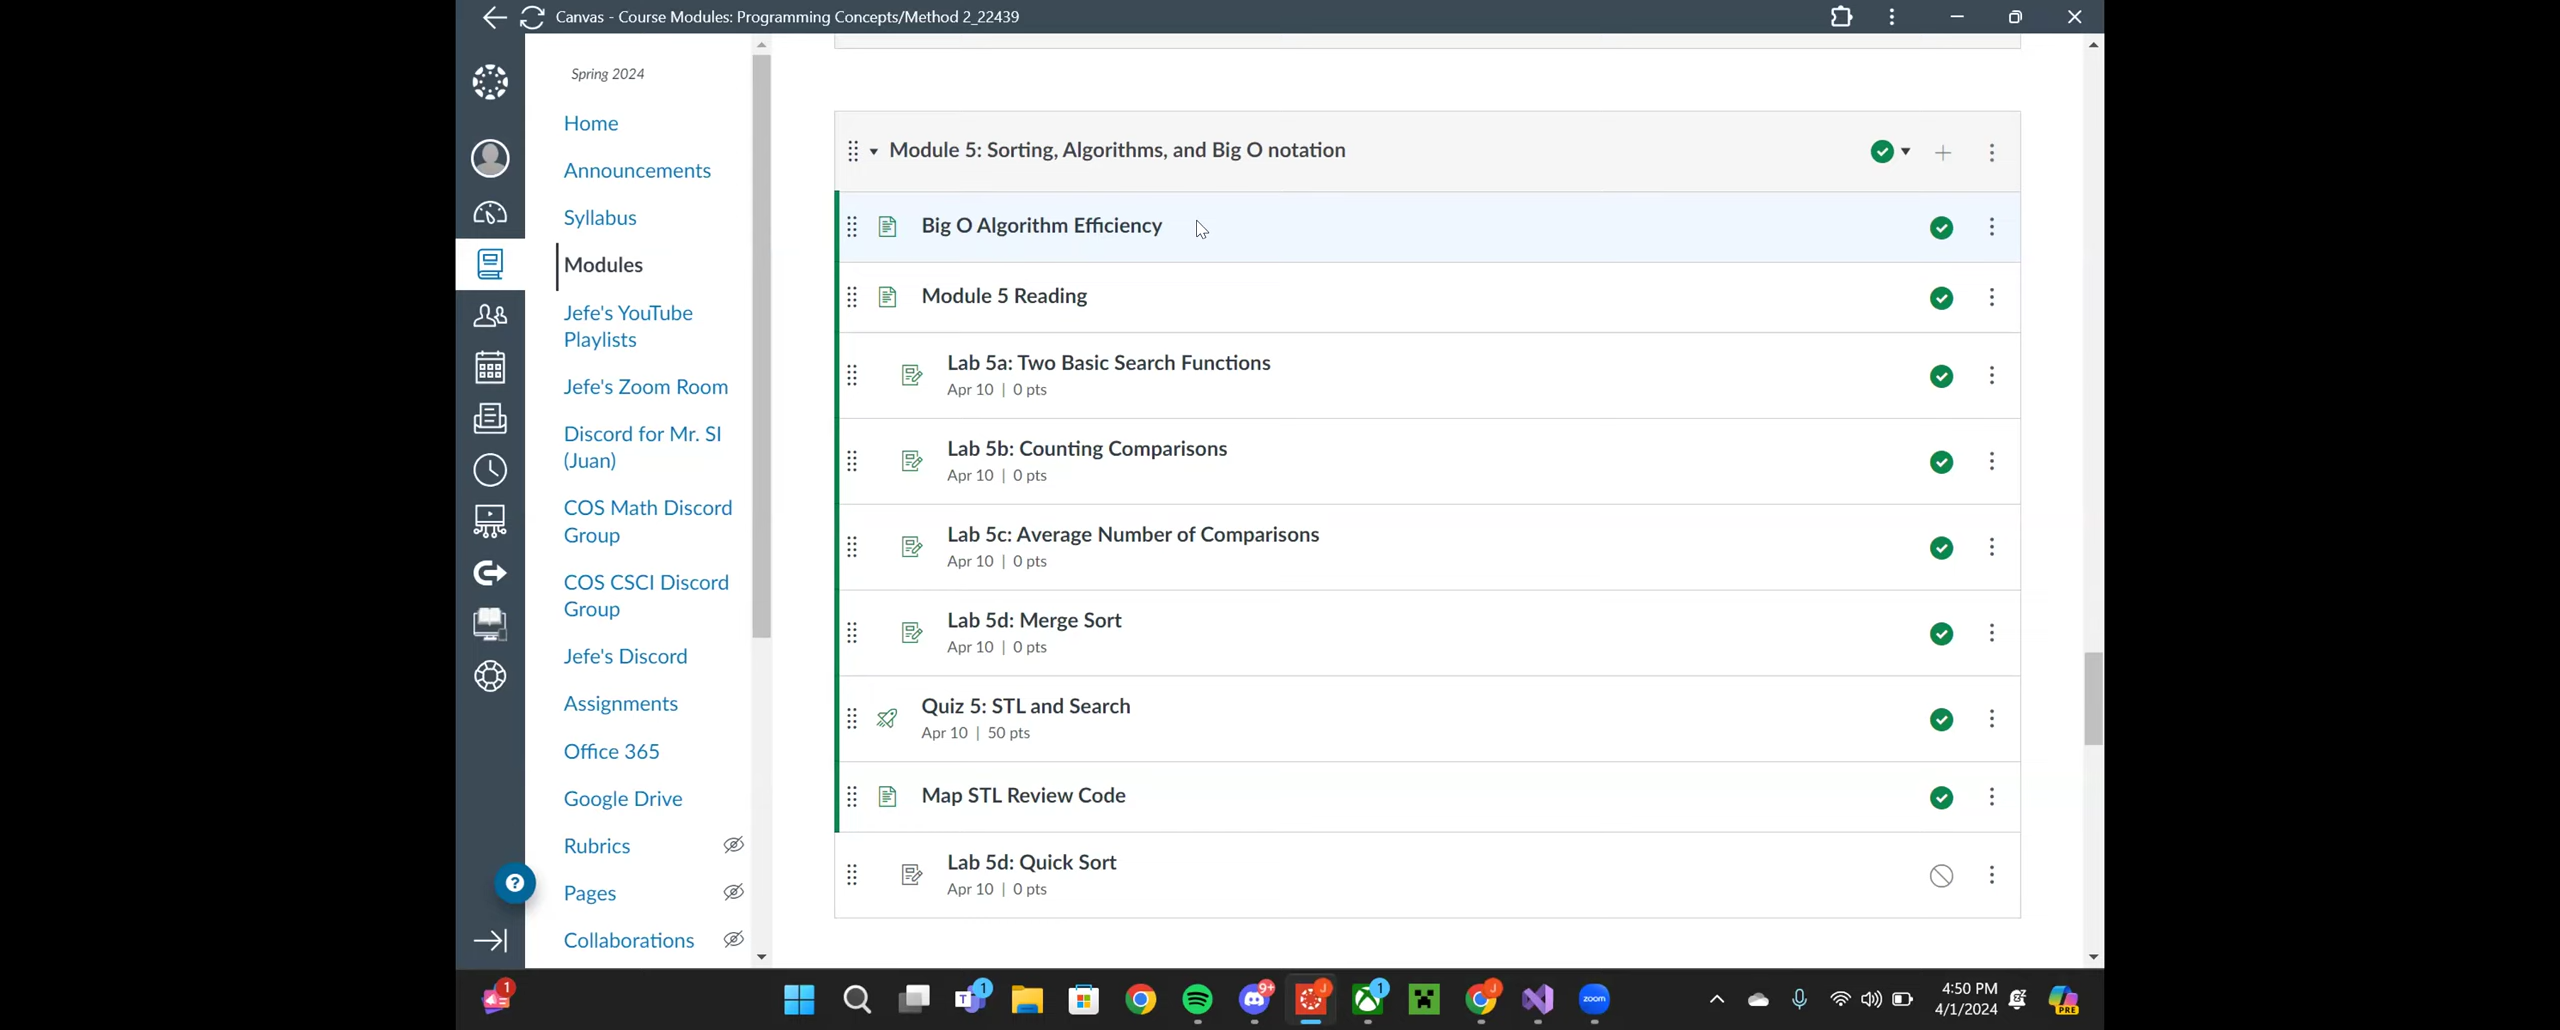 Canvas - Course Modules: Programming Concepts/Method 2_22439
Spring 2024
Home
Announcements
Syllabus
Modules
Jefe's YouTube
Playlists
Jefe's Zoom Room
Discord for Mr. SI
(Juan)
COS Math Discord
Group
COS CSCI Discord
Group
Jefe's Discord
Assignments
Office 365
Google Drive
Rubrics
Pages
Collaborations
Module 5: Sorting, Algorithms, and Big O notation
Big O Algorithm Efficiency
Module 5 Reading
Lab 5a: Two Basic Search Functions
Apr 10 | 0 pts
Lab 5b: Counting Comparisons
Apr 10 | 0 pts
Lab 5c: Average Number of Comparisons
Apr 10 | 0 pts
Lab 5d: Merge Sort
Apr 10 | 0 pts
Quiz 5: STL and Search
Apr 10 | 50 pts
Map STL Review Code
Lab 5d: Quick Sort
Apr 10 | 0 pts
?
1
T 1
9+
J
1
J
zoom
4:50 PM
4/1/2024
PRE